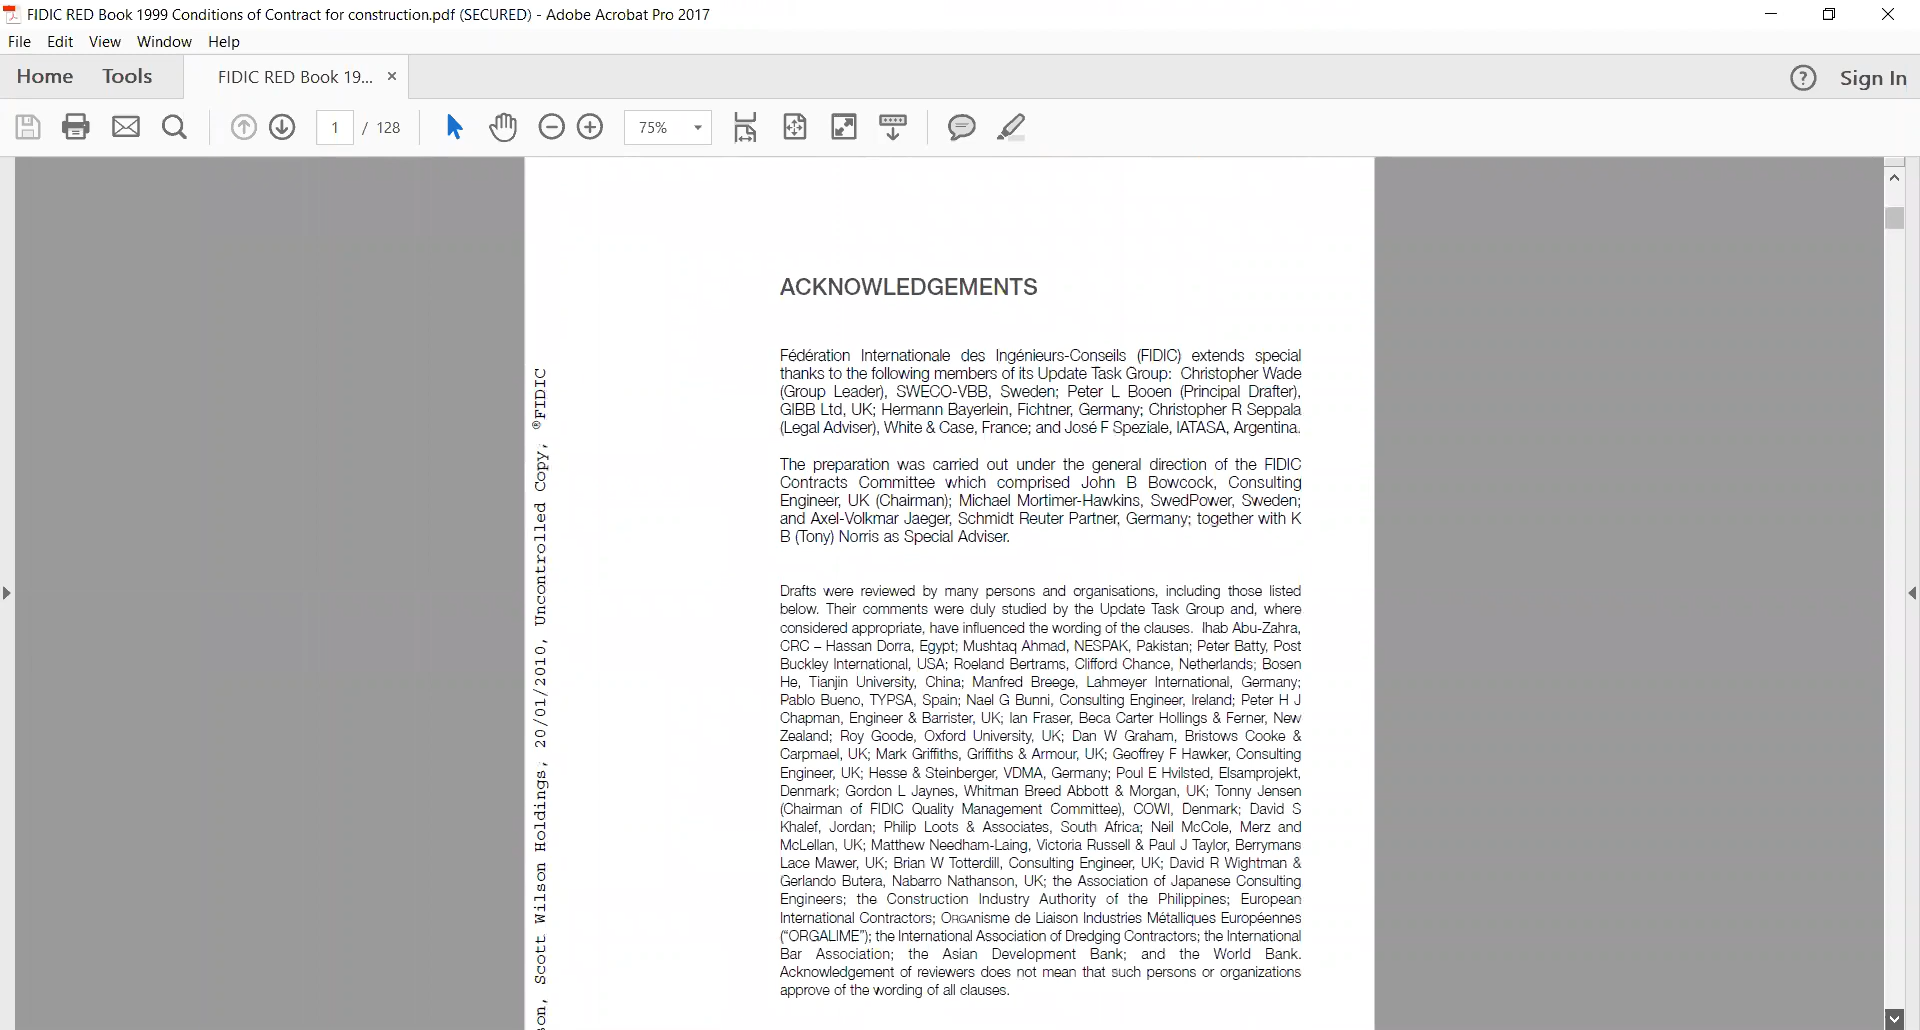 FIDIC RED Book 1999 Conditions of Contract for construction.pdf (SECURED) - Adobe Acrobat Pro 2017
File Edit View Window Help
Home Tools FIDIC RED Book 19... × ? Sign In
1 / 128 75%
ACKNOWLEDGEMENTS
Fédération Internationale des Ingénieurs-Conseils (FIDIC) extends special
thanks to the following members of its Update Task Group: Christopher Wade
(Group Leader), SWECO-VBB, Sweden; Peter L Booen (Principal Drafter),
GIBB Ltd, UK; Hermann Bayerlein, Fichtner, Germany; Christopher R Seppala
(Legal Adviser), White & Case, France; and José F Speziale, IATASA, Argentina.
The preparation was carried out under the general direction of the FIDIC
Contracts Committee which comprised John B Bowcock, Consulting
Engineer, UK (Chairman); Michael Mortimer-Hawkins, SwedPower, Sweden;
and Axel-Volkmar Jaeger, Schmidt Reuter Partner, Germany; together with K
B (Tony) Norris as Special Adviser.
Drafts were reviewed by many persons and organisations, including those listed
below. Their comments were duly studied by the Update Task Group and, where
considered appropriate, have influenced the wording of the clauses. Ihab Abu-Zahra,
CRC – Hassan Dorra, Egypt; Mushtaq Ahmad, NESPAK, Pakistan; Peter Batty, Post
Buckley International, USA; Roeland Bertrams, Clifford Chance, Netherlands; Bosen
He, Tianjin University, China; Manfred Breege, Lahmeyer International, Germany;
Pablo Bueno, TYPSA, Spain; Nael G Bunni, Consulting Engineer, Ireland; Peter H J
Chapman, Engineer & Barrister, UK; Ian Fraser, Beca Carter Hollings & Ferner, New
Zealand; Roy Goode, Oxford University, UK; Dan W Graham, Bristows Cooke &
Carpmael, UK; Mark Griffiths, Griffiths & Armour, UK; Geoffrey F Hawker, Consulting
Engineer, UK; Hesse & Steinberger, VDMA, Germany; Poul E Hvilsted, Elsamprojekt,
Denmark; Gordon L Jaynes, Whitman Breed Abbott & Morgan, UK; Tonny Jensen
(Chairman of FIDIC Quality Management Committee), COWI, Denmark; David S
Khalef, Jordan; Philip Loots & Associates, South Africa; Neil McCole, Merz and
McLellan, UK; Matthew Needham-Laing, Victoria Russell & Paul J Taylor, Berrymans
Lace Mawer, UK; Brian W Totterdill, Consulting Engineer, UK; David R Wightman &
Gerlando Butera, Nabarro Nathanson, UK; the Association of Japanese Consulting
Engineers; the Construction Industry Authority of the Philippines; European
International Contractors; ORGANisme de Liaison Industries Métalliques Européennes
("ORGALIME"); the International Association of Dredging Contractors; the International
Bar Association; the Asian Development Bank; and the World Bank.
Acknowledgement of reviewers does not mean that such persons or organizations
approve of the wording of all clauses.
son, Scott Wilson Holdings, 20/01/2010, Uncontrolled Copy, ®FIDIC